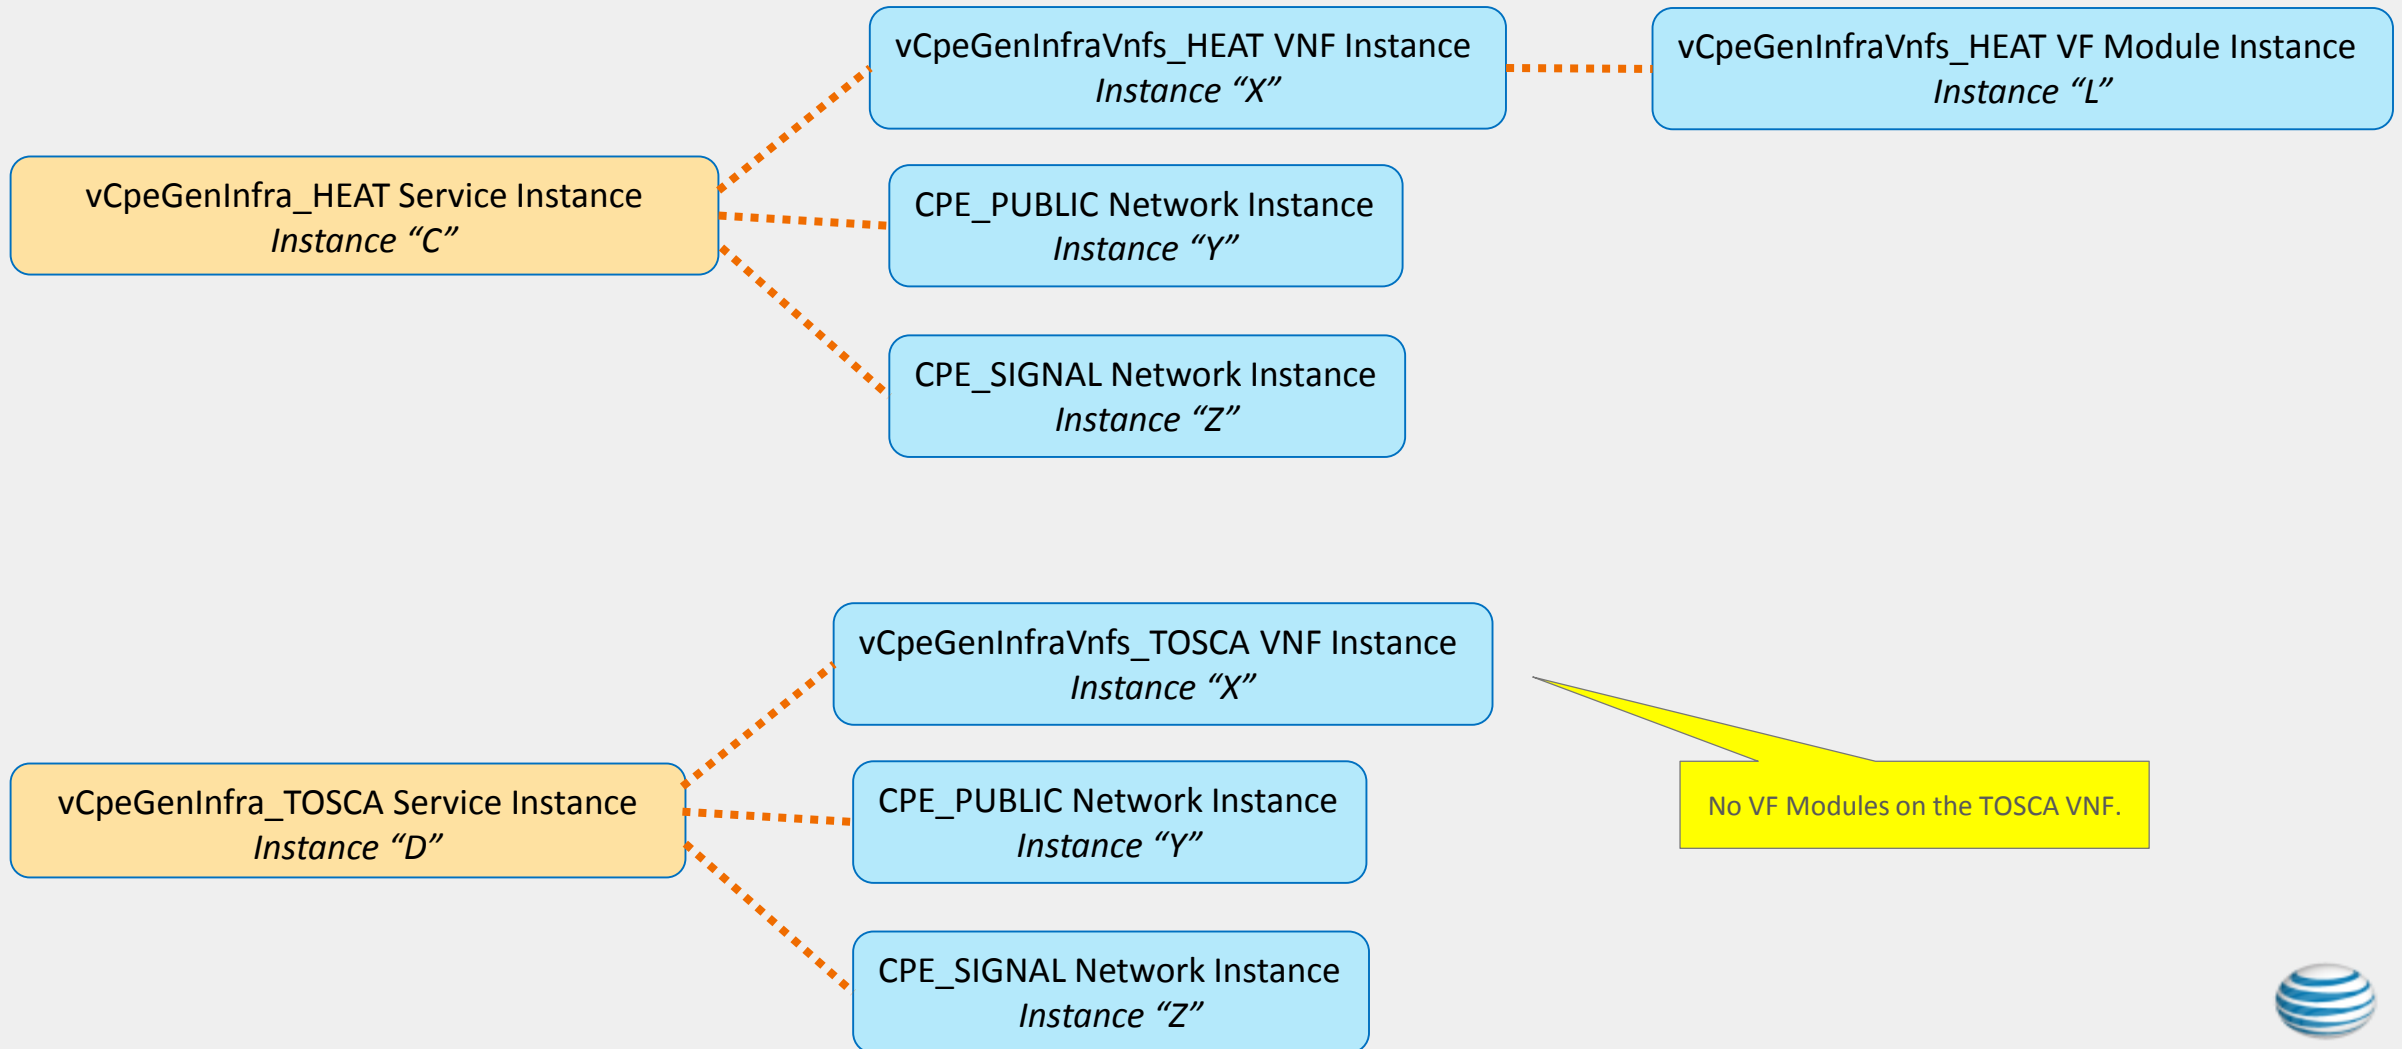 vCpeGenInfraVnfs_HEAT VNF Instance
Instance “X”
vCpeGenInfraVnfs_HEAT VF Module Instance
Instance “L”
vCpeGenInfra_HEAT Service Instance
Instance “C”
CPE_PUBLIC Network Instance
Instance “Y”
CPE_SIGNAL Network Instance
Instance “Z”
vCpeGenInfraVnfs_TOSCA VNF Instance
Instance “X”
vCpeGenInfra_TOSCA Service Instance
Instance “D”
CPE_PUBLIC Network Instance
Instance “Y”
No VF Modules on the TOSCA VNF.
CPE_SIGNAL Network Instance
Instance “Z”